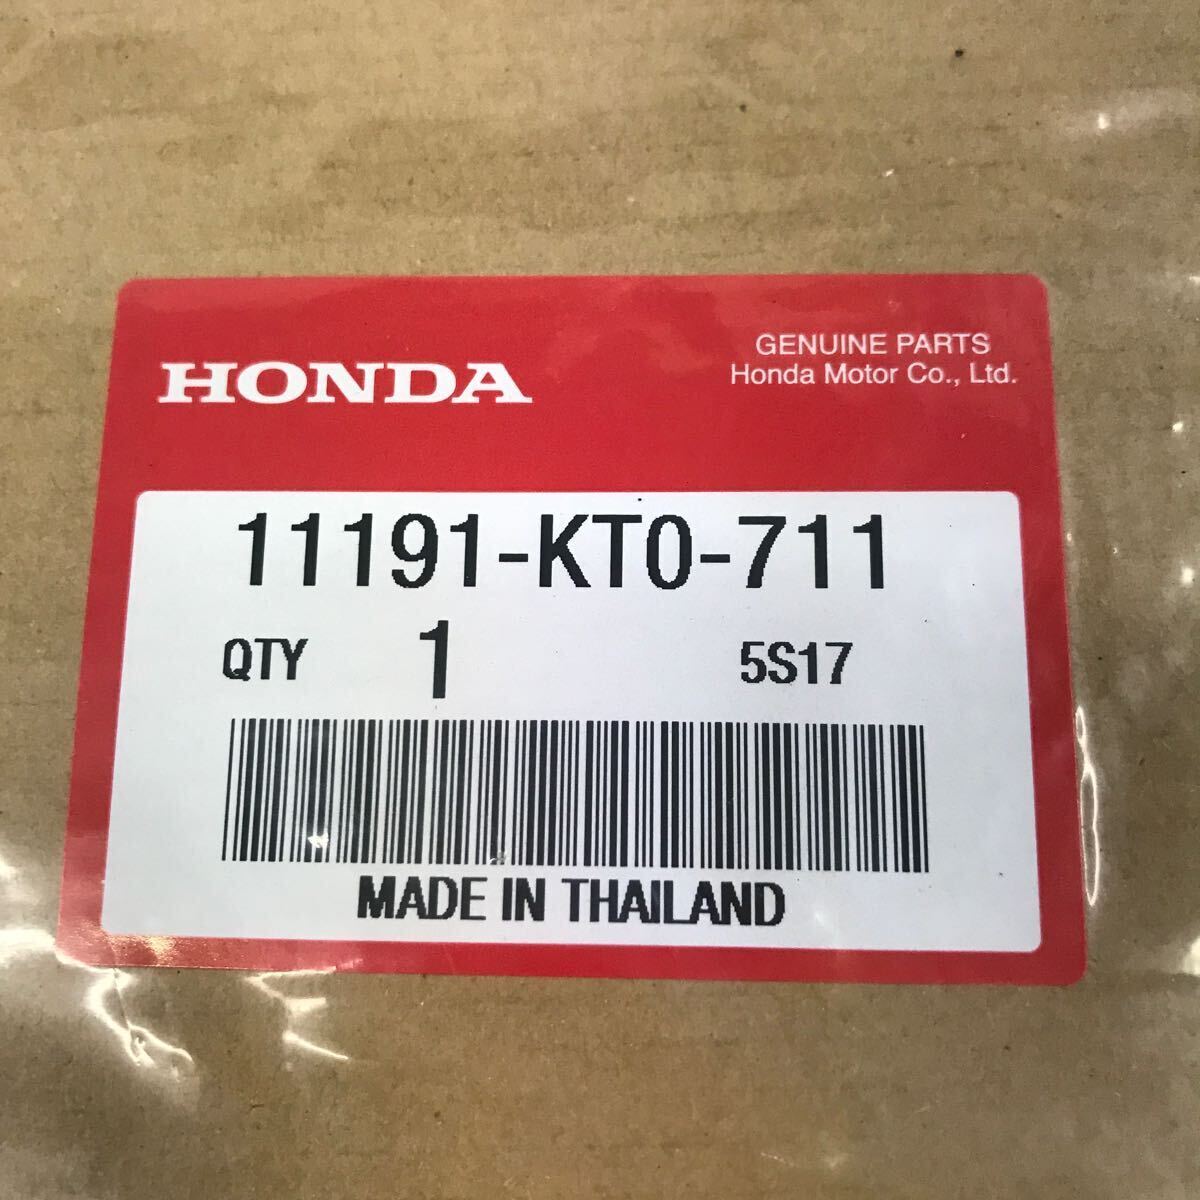 HONDA
GENUINE PARTS
Honda Motor Co., Ltd.
11191-KT0-711
QTY 1 5S17
MADE IN THAILAND